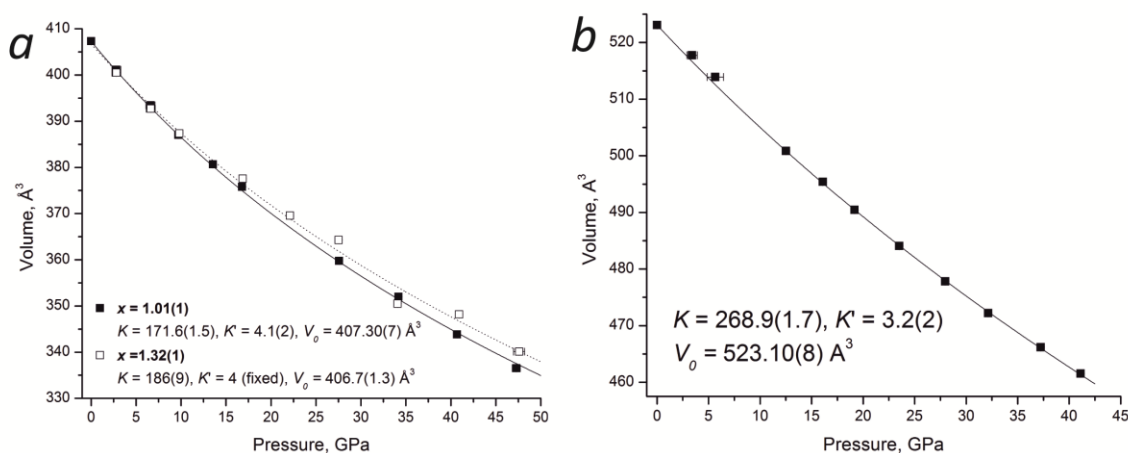 a
410
400
390
380
370
360
350
340
330
Volume, Å³
■ x = 1.01(1)
K = 171.6(1.5), K' = 4.1(2), V₀ = 407.30(7) Å³
□ x =1.32(1)
K = 186(9), K' = 4 (fixed), V₀ = 406.7(1.3) Å³
0 5 10 15 20 25 30 35 40 45 50
Pressure, GPa
b
520
510
500
490
480
470
460
Volume, A³
K = 268.9(1.7), K' = 3.2(2)
V₀ = 523.10(8) A³
0 5 10 15 20 25 30 35 40 45
Pressure, GPa